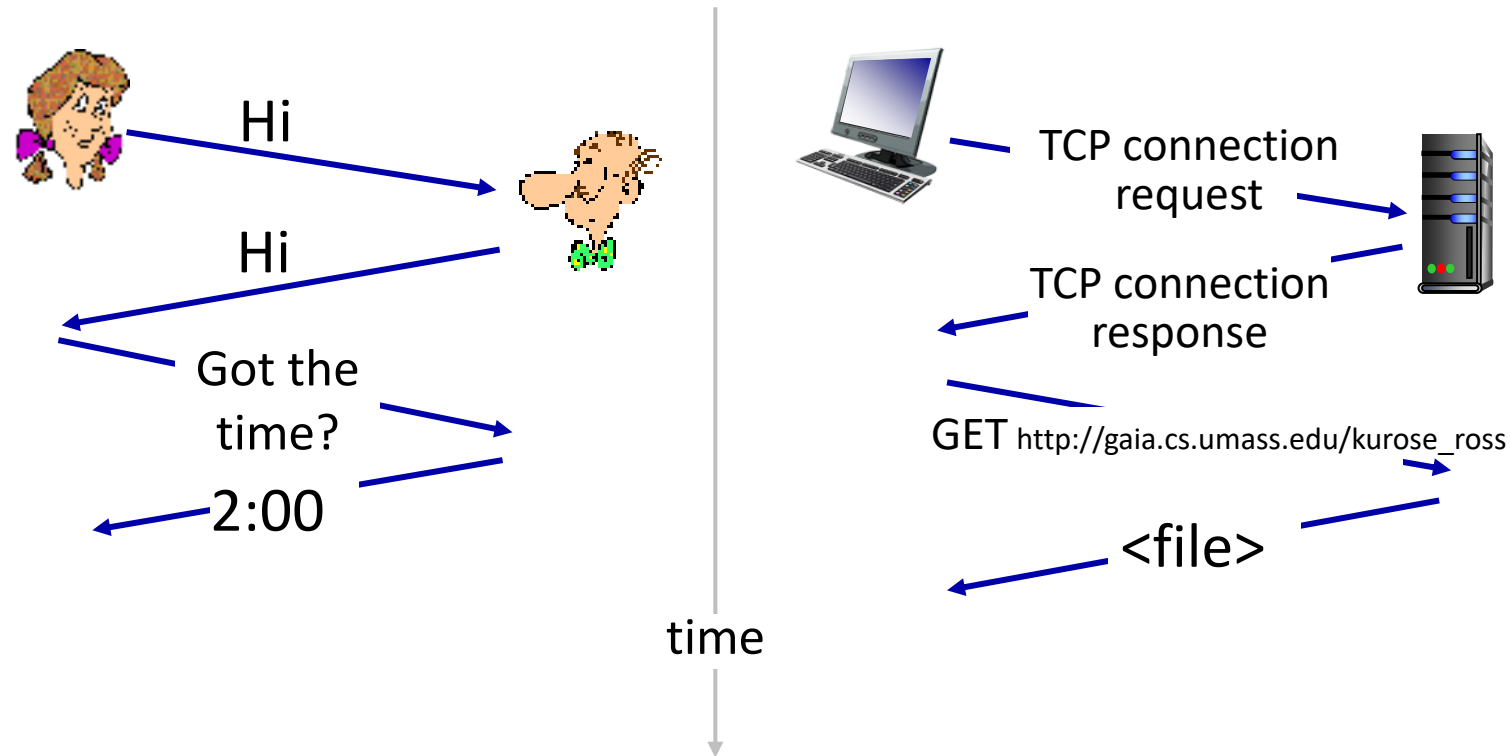 Hi
Hi
Got the
time?
2:00
TCP connection
request
TCP connection
response
GET http://gaia.cs.umass.edu/kurose_ross
<file>
time